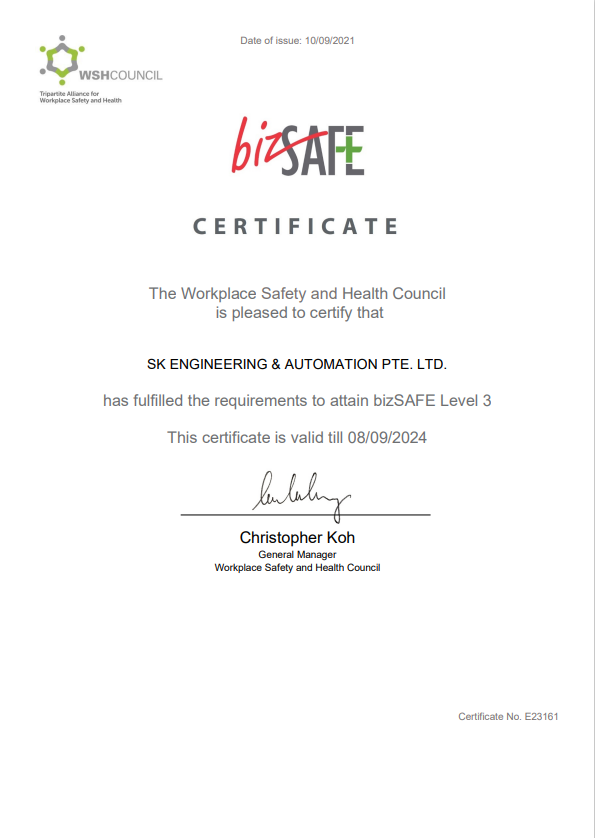 Date of issue: 10/09/2021
WSHCOUNCIL
Tripartite Alliance for
Workplace Safety and Health
bizSAFE
CERTIFICATE
The Workplace Safety and Health Council
is pleased to certify that
SK ENGINEERING & AUTOMATION PTE. LTD.
has fulfilled the requirements to attain bizSAFE Level 3
This certificate is valid till 08/09/2024
Christopher Koh
General Manager
Workplace Safety and Health Council
Certificate No. E23161